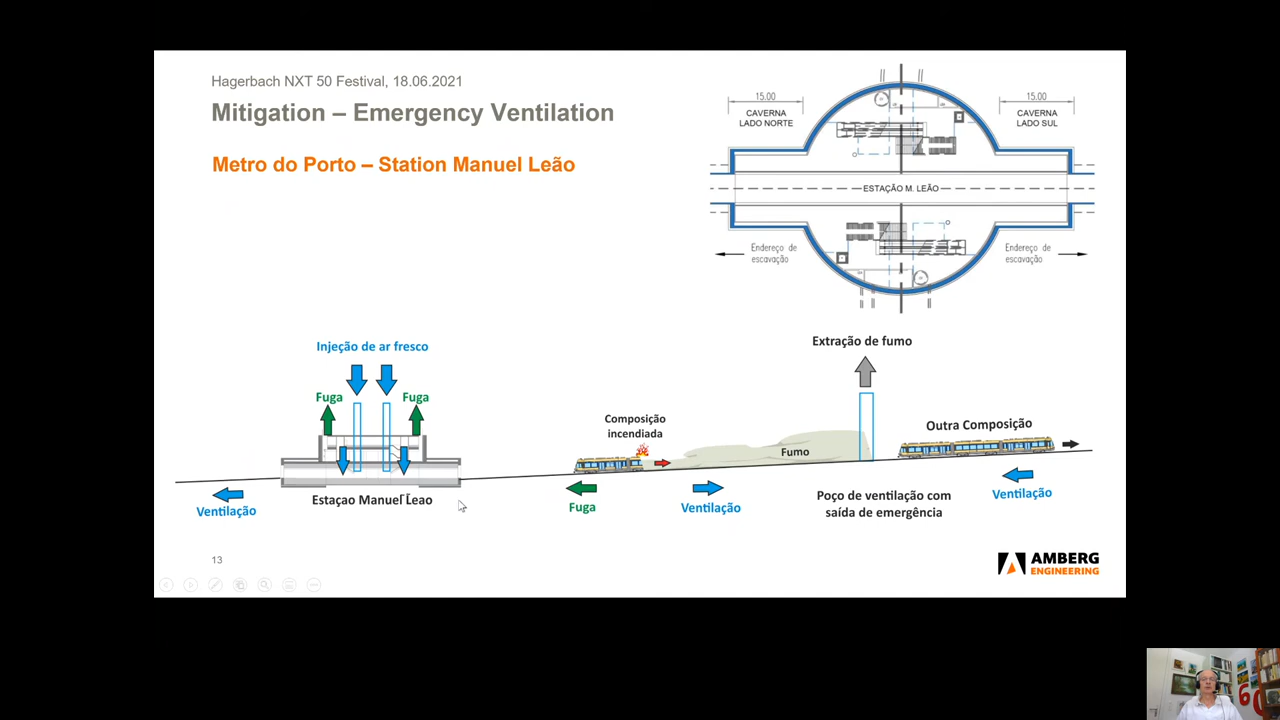 Hagerbach NXT 50 Festival, 18.06.2021
Mitigation – Emergency Ventilation
Metro do Porto – Station Manuel Leão
15.00
CAVERNA
LADO NORTE
15.00
CAVERNA
LADO SUL
ESTAÇÃO M. LEÃO
Endereço de
escavação
Endereço de
escavação
Injeção de ar fresco
Fuga
Fuga
Ventilação
Estaçao Manuel Leao
Composição
incendiada
Fuga
Fumo
Ventilação
Extração de fumo
Poço de ventilação com
saída de emergência
Outra Composição
Ventilação
13
AMBERG
ENGINEERING
60